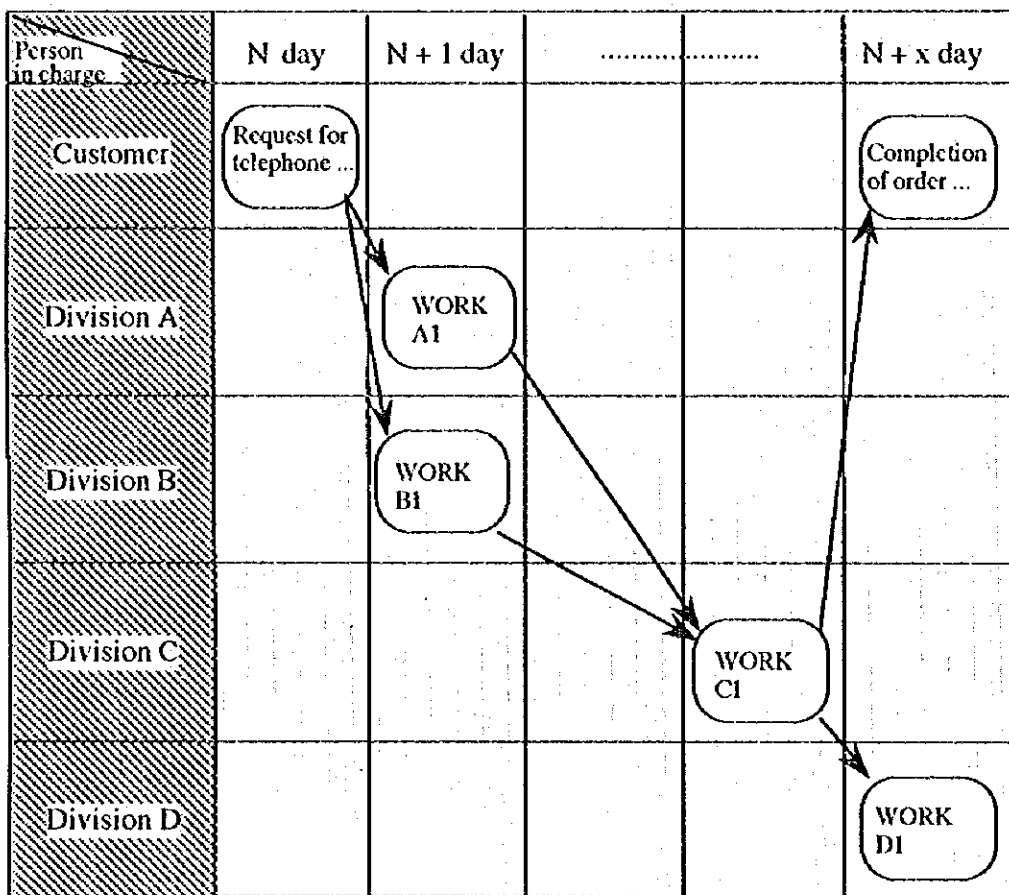 Person
in charge
N day
N + 1 day
....................
N + x day
Customer
Request for
telephone ...
Completion
of order ...
Division A
WORK
A1
Division B
WORK
B1
Division C
WORK
C1
Division D
WORK
D1